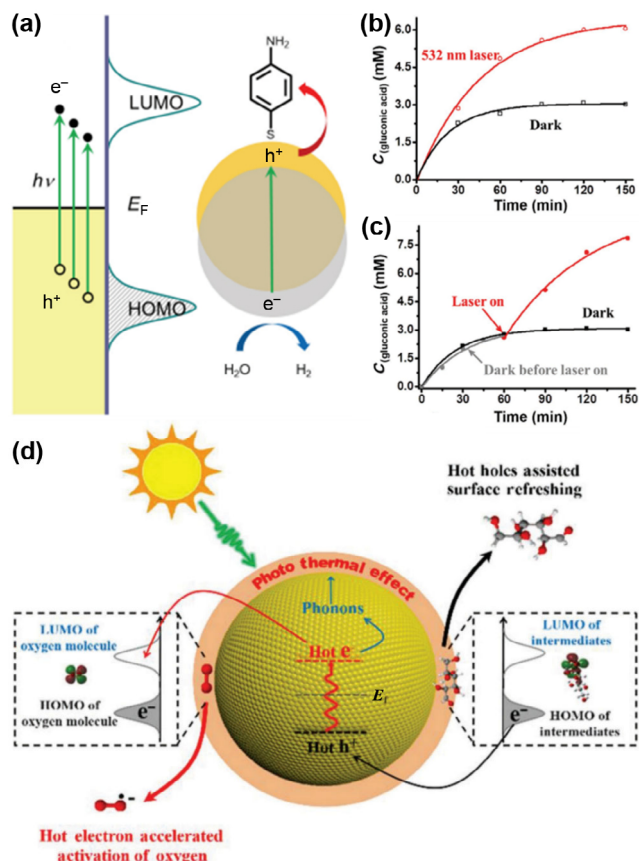 (a)
NH₂
e⁻
LUMO
S
hν
h⁺
E_F
h⁺
HOMO
e⁻
H₂O
H₂
(b)
C(gluconic acid) (mM)
6.0
4.5
3.0
1.5
0.0
532 nm laser
Dark
0 30 60 90 120 150
Time (min)
(c)
C(gluconic acid) (mM)
7.5
6.0
4.5
3.0
1.5
0.0
Laser on
Dark
Dark before laser on
0 30 60 90 120 150
Time (min)
(d)
Hot holes assisted
surface refreshing
Photo thermal effect
Phonons
LUMO of
oxygen molecule
HOMO of
oxygen molecule
e⁻
Hot e
E_f
Hot h⁺
LUMO of
intermediates
e⁻
HOMO of
intermediates
•−
Hot electron accelerated
activation of oxygen